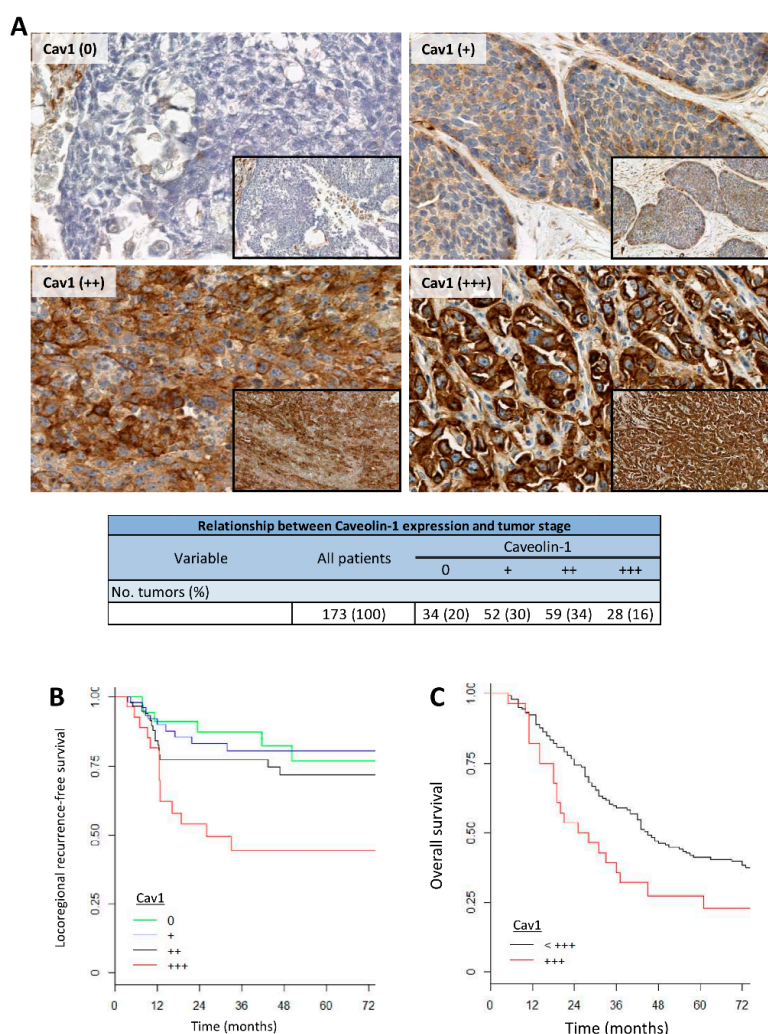 A
Cav1 (0)
Cav1 (+)
Cav1 (++)
Cav1 (+++)
Relationship between Caveolin-1 expression and tumor stage
Variable
All patients
Caveolin-1
0 + ++ +++
No. tumors (%)
173 (100) 34 (20) 52 (30) 59 (34) 28 (16)
B
Locoregional recurrence-free survival
1.00
0.75
0.50
0.25
0
Cav1
0
+
++
+++
0 12 24 36 48 60 72
Time (months)
C
Overall survival
1.00
0.75
0.50
0.25
0
Cav1
< +++
+++
0 12 24 36 48 60 72
Time (months)